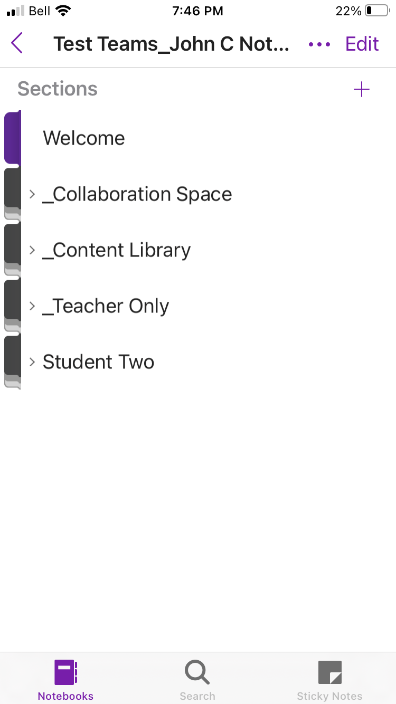 Bell 7:46 PM 22%
Test Teams_John C Not... ••• Edit
Sections +
Welcome
_Collaboration Space
_Content Library
_Teacher Only
Student Two
Notebooks Search Sticky Notes